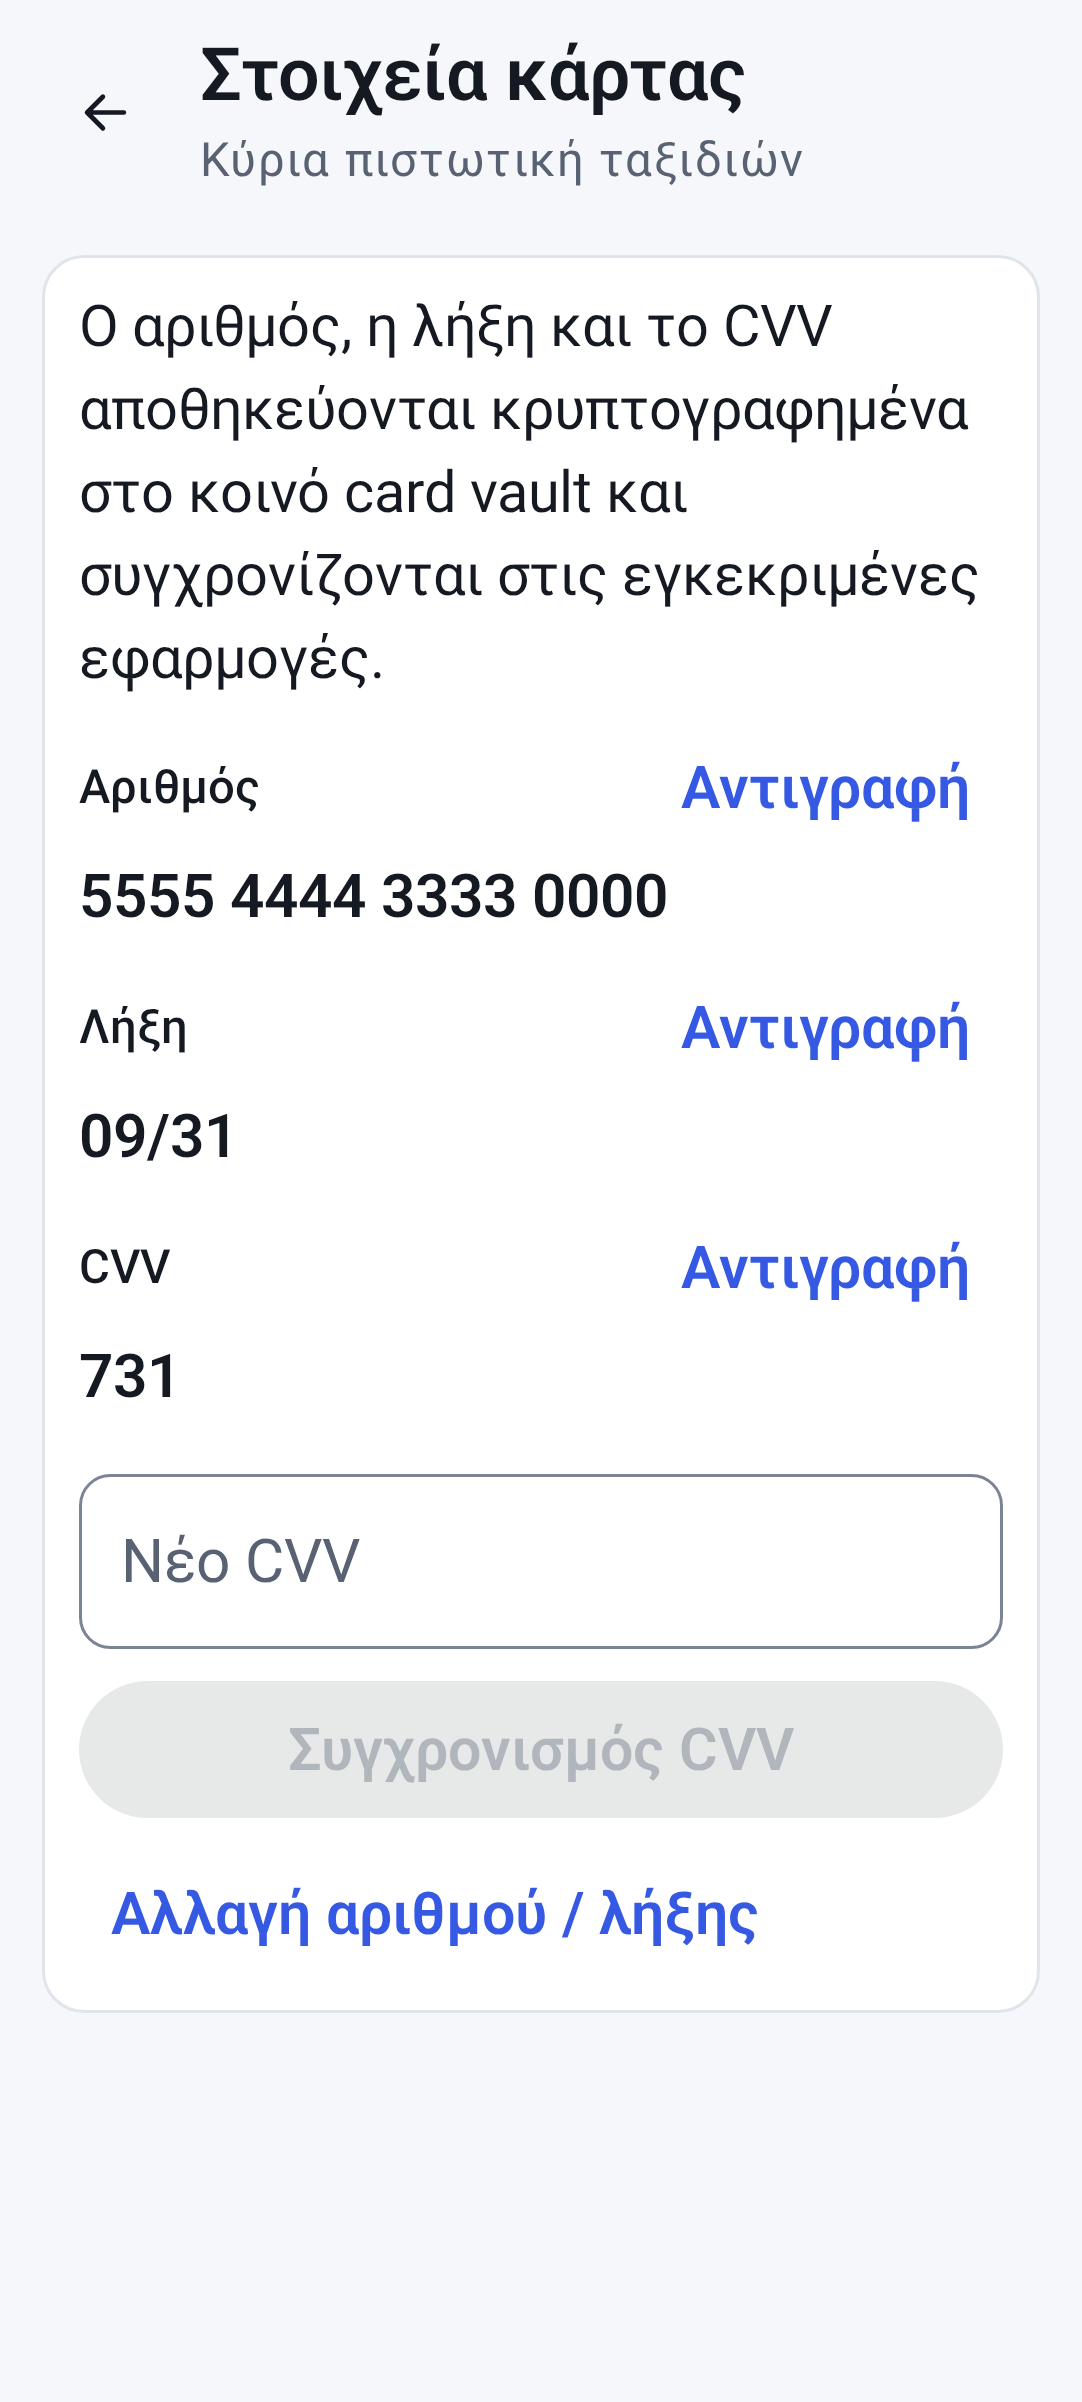 Στοιχεία κάρτας
Κύρια πιστωτική ταξιδιών
Ο αριθμός, η λήξη και το CVV
αποθηκεύονται κρυπτογραφημένα
στο κοινό card vault και
συγχρονίζονται στις εγκεκριμένες
εφαρμογές.
Αριθμός
Αντιγραφή
5555 4444 3333 0000
Λήξη
Αντιγραφή
09/31
CVV
Αντιγραφή
731
Νέο CVV
Συγχρονισμός CVV
Αλλαγή αριθμού / λήξης